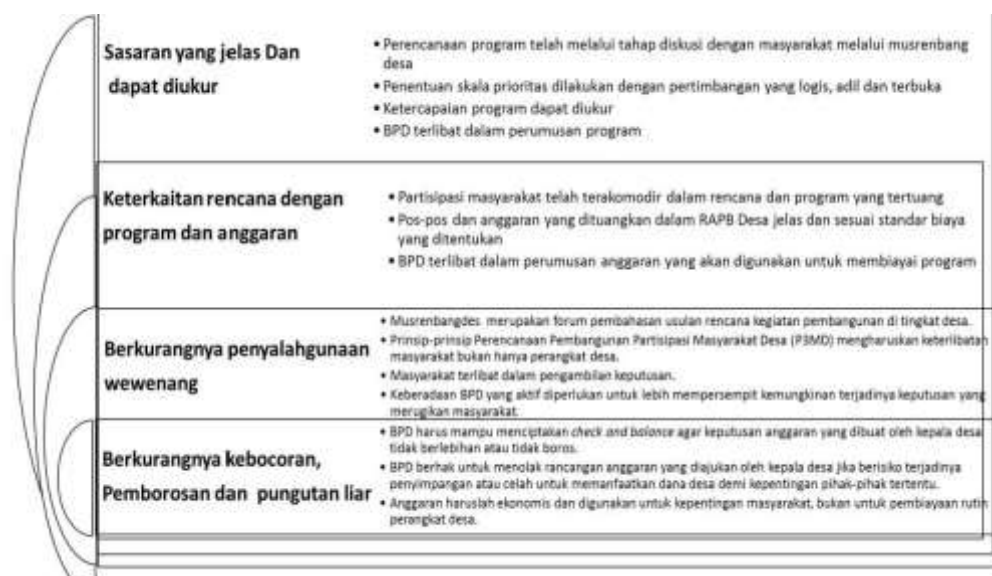 Sasaran yang jelas Dan
dapat diukur
• Perencanaan program telah melalui tahap diskusi dengan masyarakat melalui musrenbang
desa
• Penentuan skala prioritas dilakukan dengan pertimbangan yang logis, adil dan terbuka
• Ketercapaian program dapat diukur
• BPD terlibat dalam perumusan program
Keterkaitan rencana dengan
program dan anggaran
• Partisipasi masyarakat telah terakomodir dalam rencana dan program yang tertuang
• Pos-pos dan anggaran yang dituangkan dalam RAPB Desa jelas dan sesuai standar biaya
yang ditentukan
• BPD terlibat dalam perumusan anggaran yang akan digunakan untuk membiayai program
Berkurangnya penyalahgunaan
wewenang
• Musrenbangdes merupakan forum pembahasan usulan rencana kegiatan pembangunan di tingkat desa.
• Prinsip-prinsip Perencanaan Pembangunan Partisipasi Masyarakat Desa (P3MD) mengharuskan keterlibatan
masyarakat bukan hanya perangkat desa.
• Masyarakat terlibat dalam pengambilan keputusan.
• Keberadaan BPD yang aktif diperlukan untuk lebih mempersempit kemungkinan terjadinya keputusan yang
merugikan masyarakat.
Berkurangnya kebocoran,
Pemborosan dan pungutan liar
• BPD harus mampu menciptakan check and balance agar keputusan anggaran yang dibuat oleh kepala desa
tidak berlebihan atau tidak boros.
• BPD berhak untuk menolak rancangan anggaran yang diajukan oleh kepala desa jika berisiko terjadinya
penyimpangan atau celah untuk memanfaatkan dana desa demi kepentingan pihak-pihak tertentu.
• Anggaran haruslah ekonomis dan digunakan untuk kepentingan masyarakat, bukan untuk pembiayaan rutin
perangkat desa.